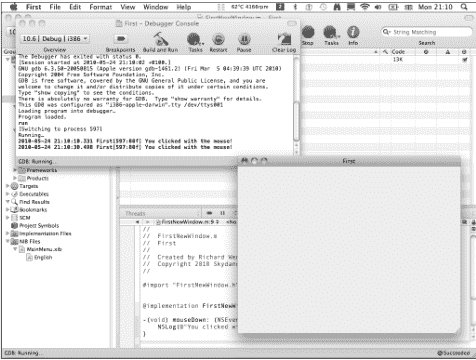 First File Edit Format View Window Help 62°C 4160rpm Mon 21:10
First - Debugger Console
10.6 | Debug | i386
Overview Breakpoints Build and Run Tasks Restart Pause Clear Log
Stop Tasks Info Search
String Matching
Code
13K
The Debugger has exited with status 0.
[Session started at 2010-05-24 21:10:02 +0100.]
GNU gdb 6.3.50-20050815 (Apple version gdb-1461.2) (Fri Mar 5 04:39:39 UTC 2010)
Copyright 2004 Free Software Foundation, Inc.
GDB is free software, covered by the GNU General Public License, and you are
welcome to change it and/or distribute copies of it under certain conditions.
Type "show copying" to see the conditions.
There is absolutely no warranty for GDB. Type "show warranty" for details.
This GDB was configured as "i386-apple-darwin".tty /dev/ttys001
Loading program into debugger…
Program loaded.
run
[Switching to process 597]
Running…
2010-05-24 21:10:10.331 First[597:80f] You clicked with the mouse!
2010-05-24 21:10:30.498 First[597:80f] You clicked with the mouse!
GDB: Running…
First
Frameworks
Products
Targets
Executables
Find Results
Bookmarks
SCM
Project Symbols
Implementation Files
NIB Files
MainMenu.xib
English
Threads
FirstNewWindow.m:9
//
// FirstNewWindow.m
// First
//
// Created by Richard
// Copyright 2010
//
#import "FirstNewWindow.
@implementation FirstNewW
-(void) mouseDown: (NSEve
NSLog(@"You clicked w
}
GDB: Running…
Succeeded